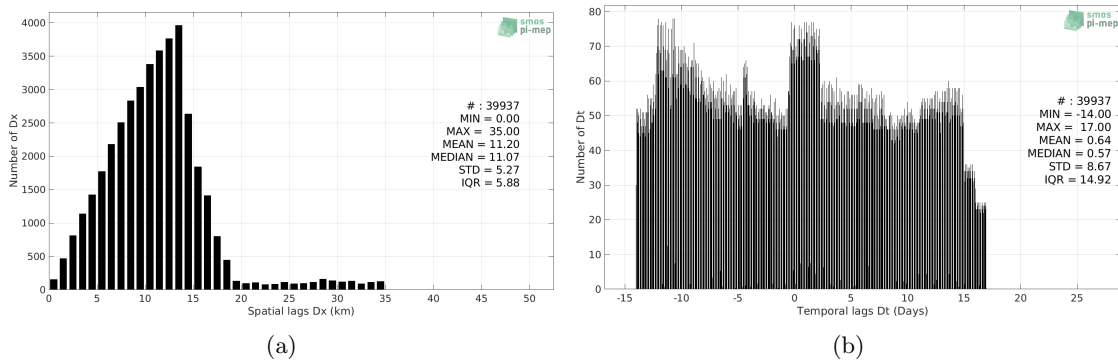 4000
3500
3000
2500
2000
1500
1000
500
0
Number of Dx
0 5 10 15 20 25 30 35 40 45 50
Spatial lags Dx (km)
smos
pi-mep
# : 39937
MIN = 0.00
MAX = 35.00
MEAN = 11.20
MEDIAN = 11.07
STD = 5.27
IQR = 5.88
(a)
80
70
60
50
40
30
20
10
0
Number of Dt
-15 -10 -5 0 5 10 15 20 25
Temporal lags Dt (Days)
smos
pi-mep
# : 39937
MIN = -14.00
MAX = 17.00
MEAN = 0.64
MEDIAN = 0.57
STD = 8.67
IQR = 14.92
(b)